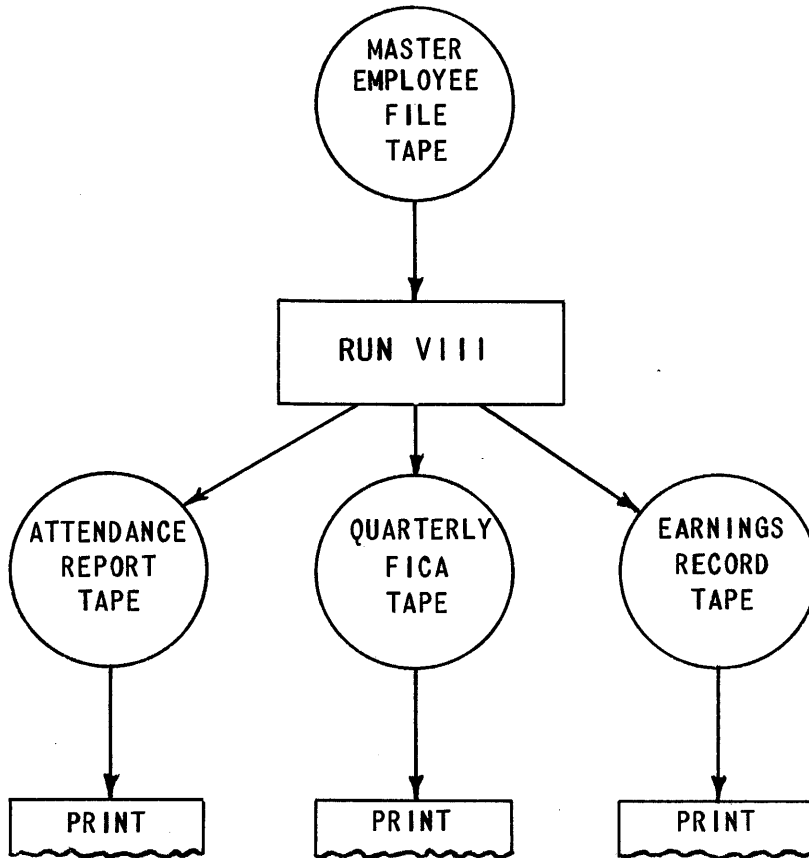 MASTER
EMPLOYEE
FILE
TAPE
RUN VIII
ATTENDANCE
REPORT
TAPE
QUARTERLY
FICA
TAPE
EARNINGS
RECORD
TAPE
PRINT
PRINT
PRINT